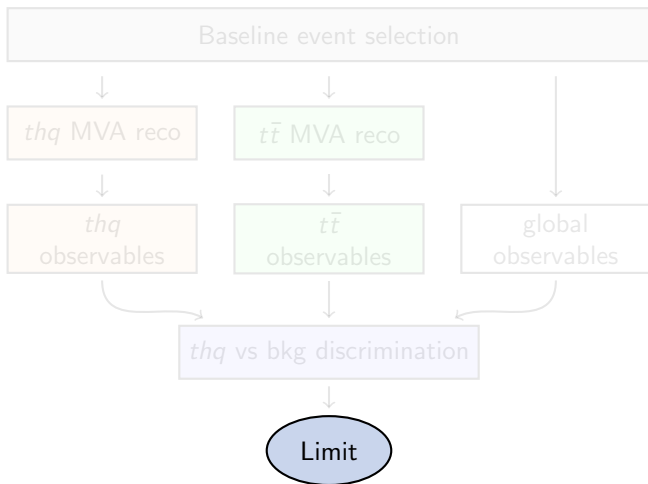 Baseline event selection
thq MVA reco
tt̄ MVA reco
thq
observables
tt̄
observables
global
observables
thq vs bkg discrimination
Limit